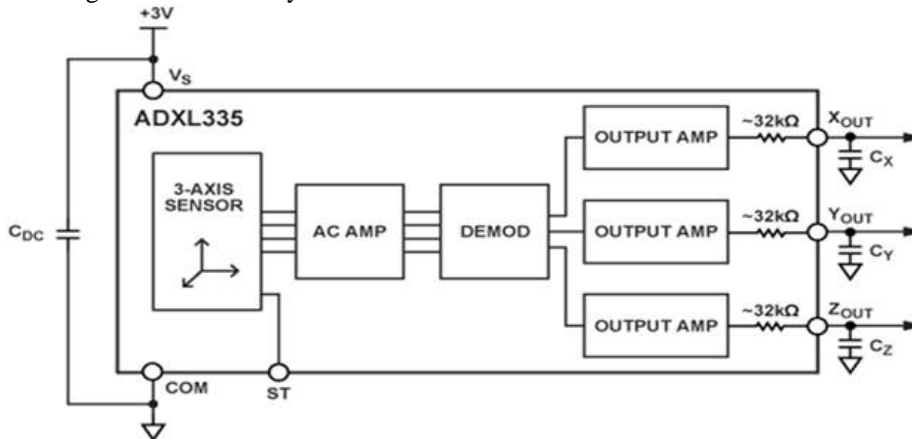 +3V
VS
ADXL335
3-AXIS
SENSOR
AC AMP
DEMOD
OUTPUT AMP
~32kΩ
XOUT
CX
OUTPUT AMP
~32kΩ
YOUT
CY
OUTPUT AMP
~32kΩ
ZOUT
CZ
CDC
COM
ST